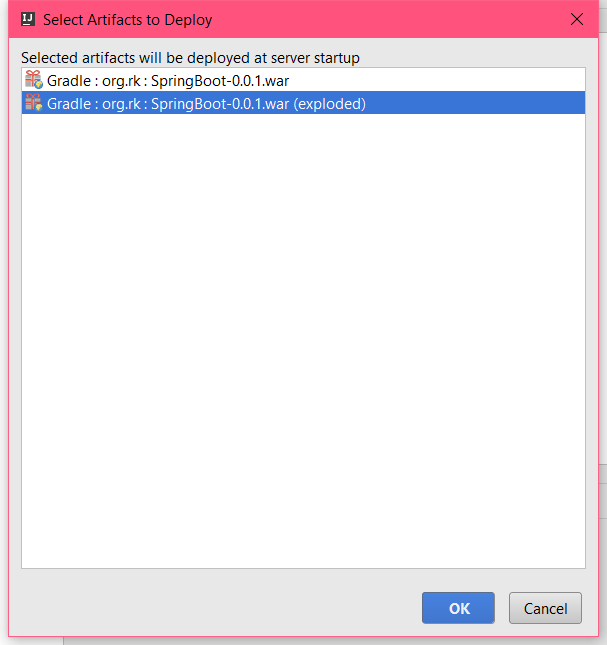 IJ Select Artifacts to Deploy
Selected artifacts will be deployed at server startup
Gradle : org.rk : SpringBoot-0.0.1.war
Gradle : org.rk : SpringBoot-0.0.1.war (exploded)
OK Cancel